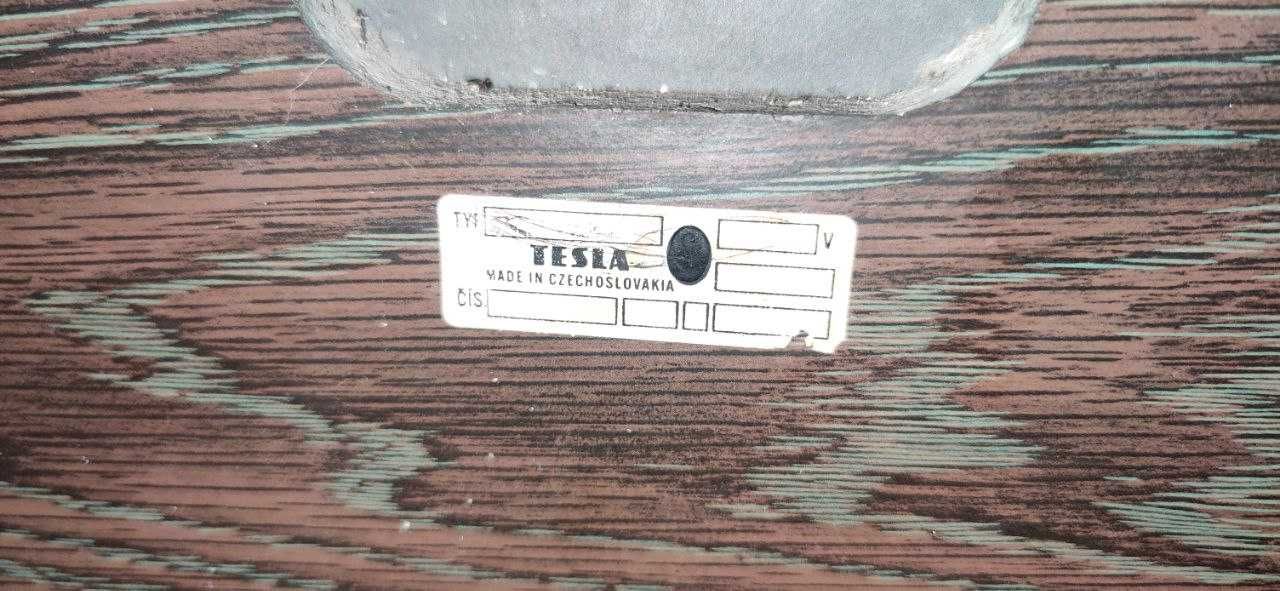 TYP V
TESLA
MADE IN CZECHOSLOVAKIA
ČÍS.